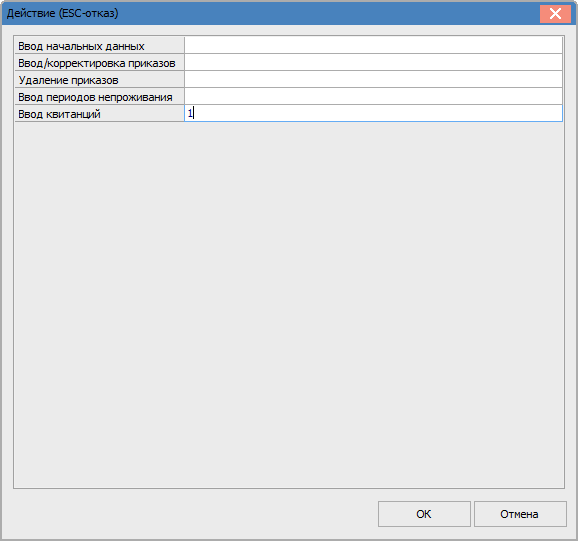 Действие (ESC-отказ)
Ввод начальных данных
Ввод/корректировка приказов
Удаление приказов
Ввод периодов непроживания
Ввод квитанций 1
ОК Отмена